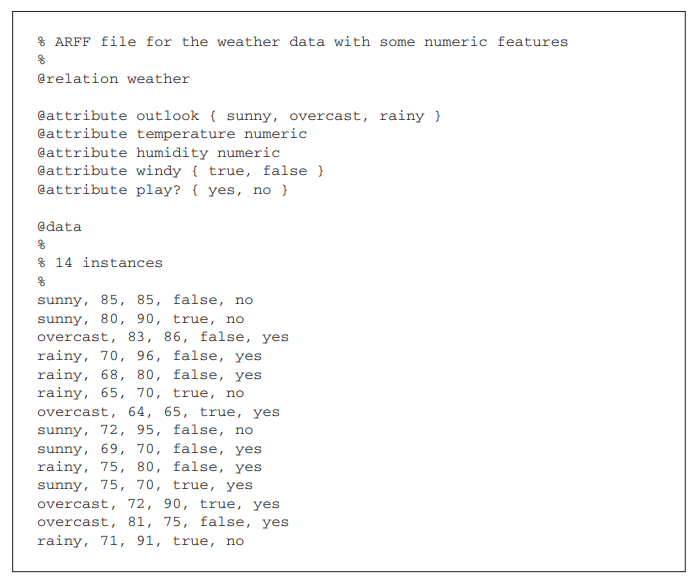 % ARFF file for the weather data with some numeric features
%
@relation weather
@attribute outlook { sunny, overcast, rainy }
@attribute temperature numeric
@attribute humidity numeric
@attribute windy { true, false }
@attribute play? { yes, no }
@data
%
% 14 instances
%
sunny, 85, 85, false, no
sunny, 80, 90, true, no
overcast, 83, 86, false, yes
rainy, 70, 96, false, yes
rainy, 68, 80, false, yes
rainy, 65, 70, true, no
overcast, 64, 65, true, yes
sunny, 72, 95, false, no
sunny, 69, 70, false, yes
rainy, 75, 80, false, yes
sunny, 75, 70, true, yes
overcast, 72, 90, true, yes
overcast, 81, 75, false, yes
rainy, 71, 91, true, no